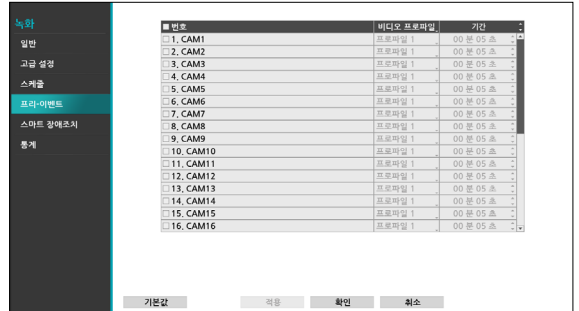 녹화
일반
고급 설정
스케줄
프리-이벤트
스마트 장애조치
통계
번호 비디오 프로파일 기간
1, CAM1 프로파일 1 00 분 05 초
2, CAM2 프로파일 1 00 분 05 초
3, CAM3 프로파일 1 00 분 05 초
4, CAM4 프로파일 1 00 분 05 초
5, CAM5 프로파일 1 00 분 05 초
6, CAM6 프로파일 1 00 분 05 초
7, CAM7 프로파일 1 00 분 05 초
8, CAM8 프로파일 1 00 분 05 초
9, CAM9 프로파일 1 00 분 05 초
10, CAM10 프로파일 1 00 분 05 초
11, CAM11 프로파일 1 00 분 05 초
12, CAM12 프로파일 1 00 분 05 초
13, CAM13 프로파일 1 00 분 05 초
14, CAM14 프로파일 1 00 분 05 초
15, CAM15 프로파일 1 00 분 05 초
16, CAM16 프로파일 1 00 분 05 초
기본값 적용 확인 취소